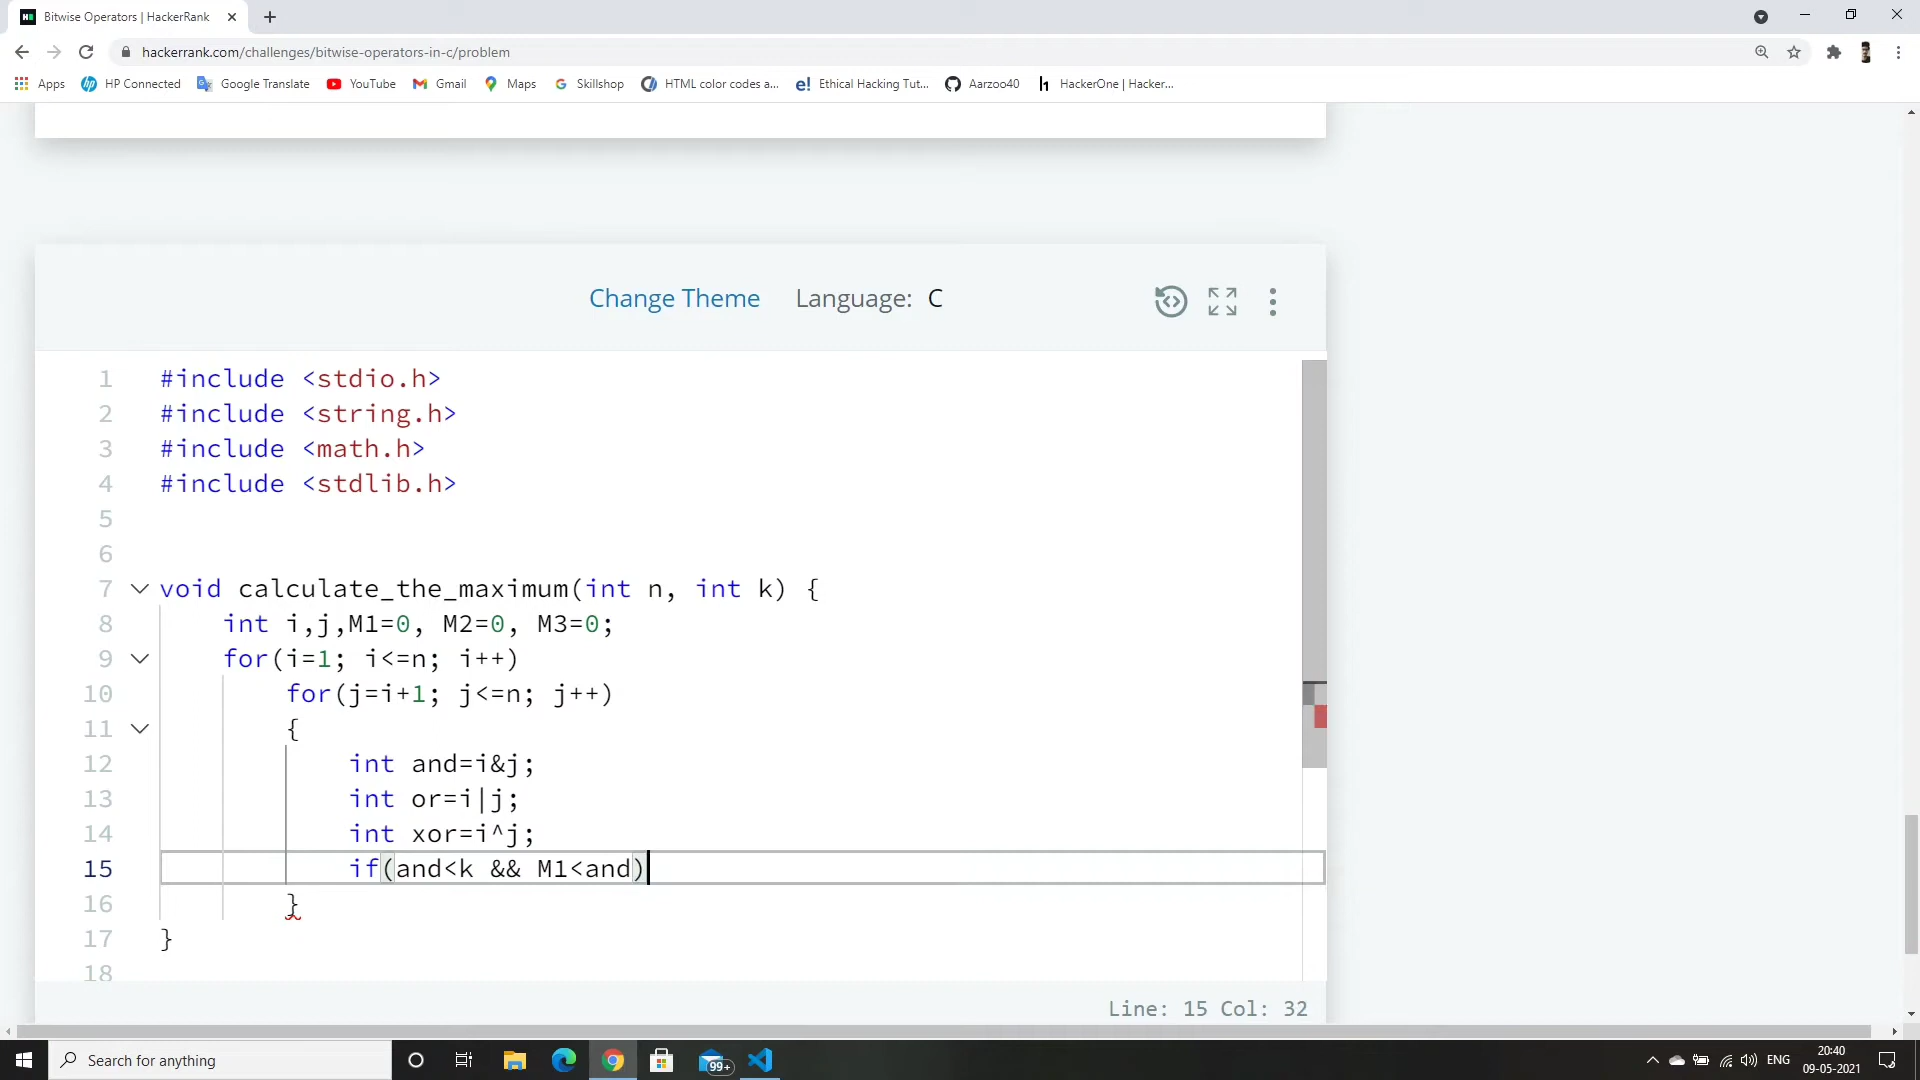 Bitwise Operators | HackerRank
hackerrank.com/challenges/bitwise-operators-in-c/problem
Apps HP Connected Google Translate YouTube Gmail Maps Skillshop HTML color codes a... Ethical Hacking Tut... Aarzoo40 HackerOne | Hacker...
Change Theme Language: C
1 #include <stdio.h>
2 #include <string.h>
3 #include <math.h>
4 #include <stdlib.h>
5
6
7 void calculate_the_maximum(int n, int k) {
8 int i,j,M1=0, M2=0, M3=0;
9 for(i=1; i<=n; i++)
10 for(j=i+1; j<=n; j++)
11 {
12 int and=i&j;
13 int or=i|j;
14 int xor=i^j;
15 if(and<k && M1<and)
16 }
17 }
18
Line: 15 Col: 32
Search for anything 99+ ENG 20:40
09-05-2021